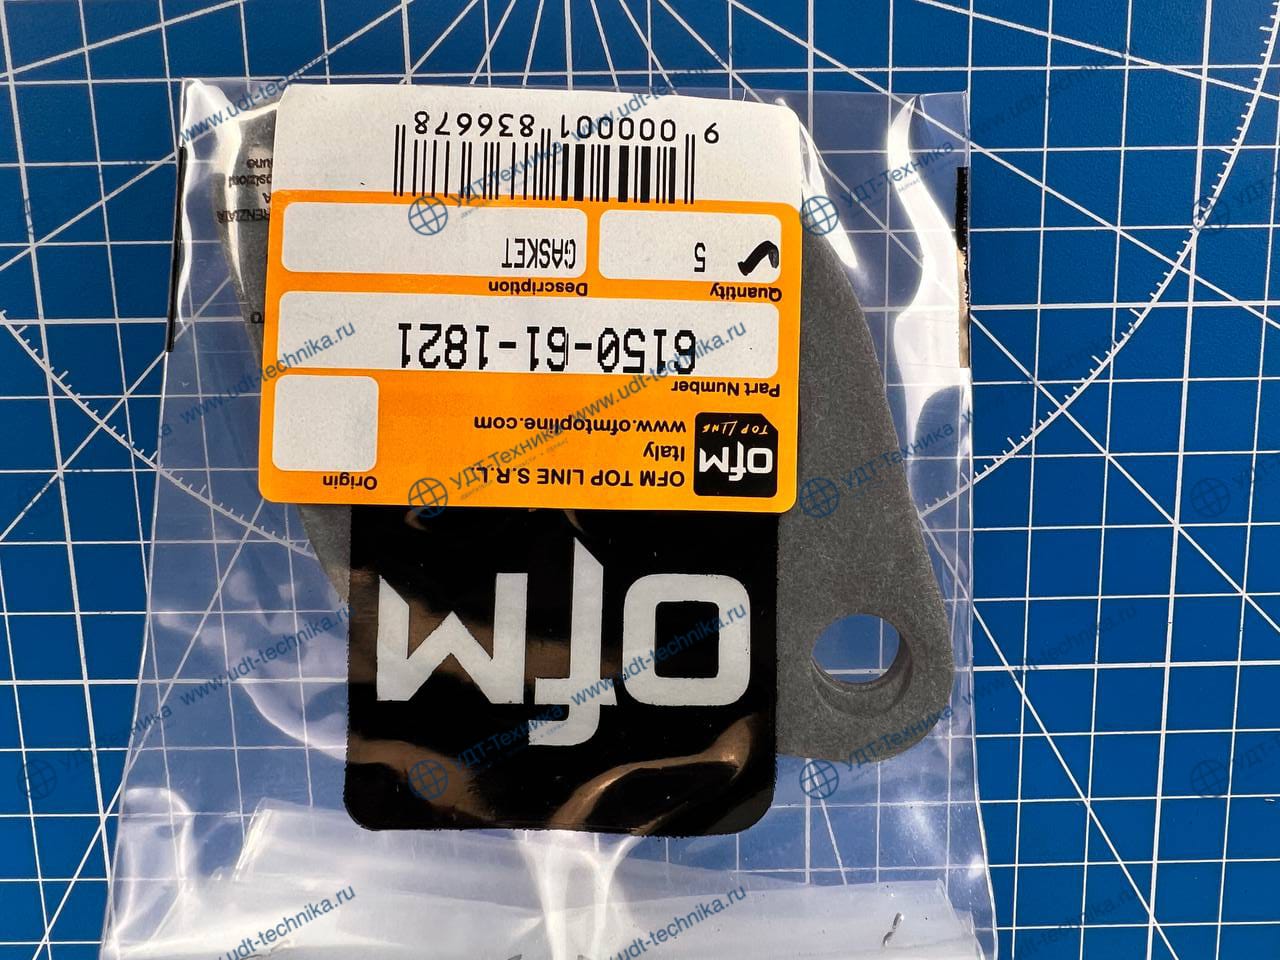 ofm
ofm
TOP LINE
OFM TOP LINE S.R.L.
Italy
www.ofmtopline.com
Origin
Part Number
6150-61-1821
Quantity
5
Description
GASKET
9 000001 836678
УДТ-Техника
www.udt-technika.ru